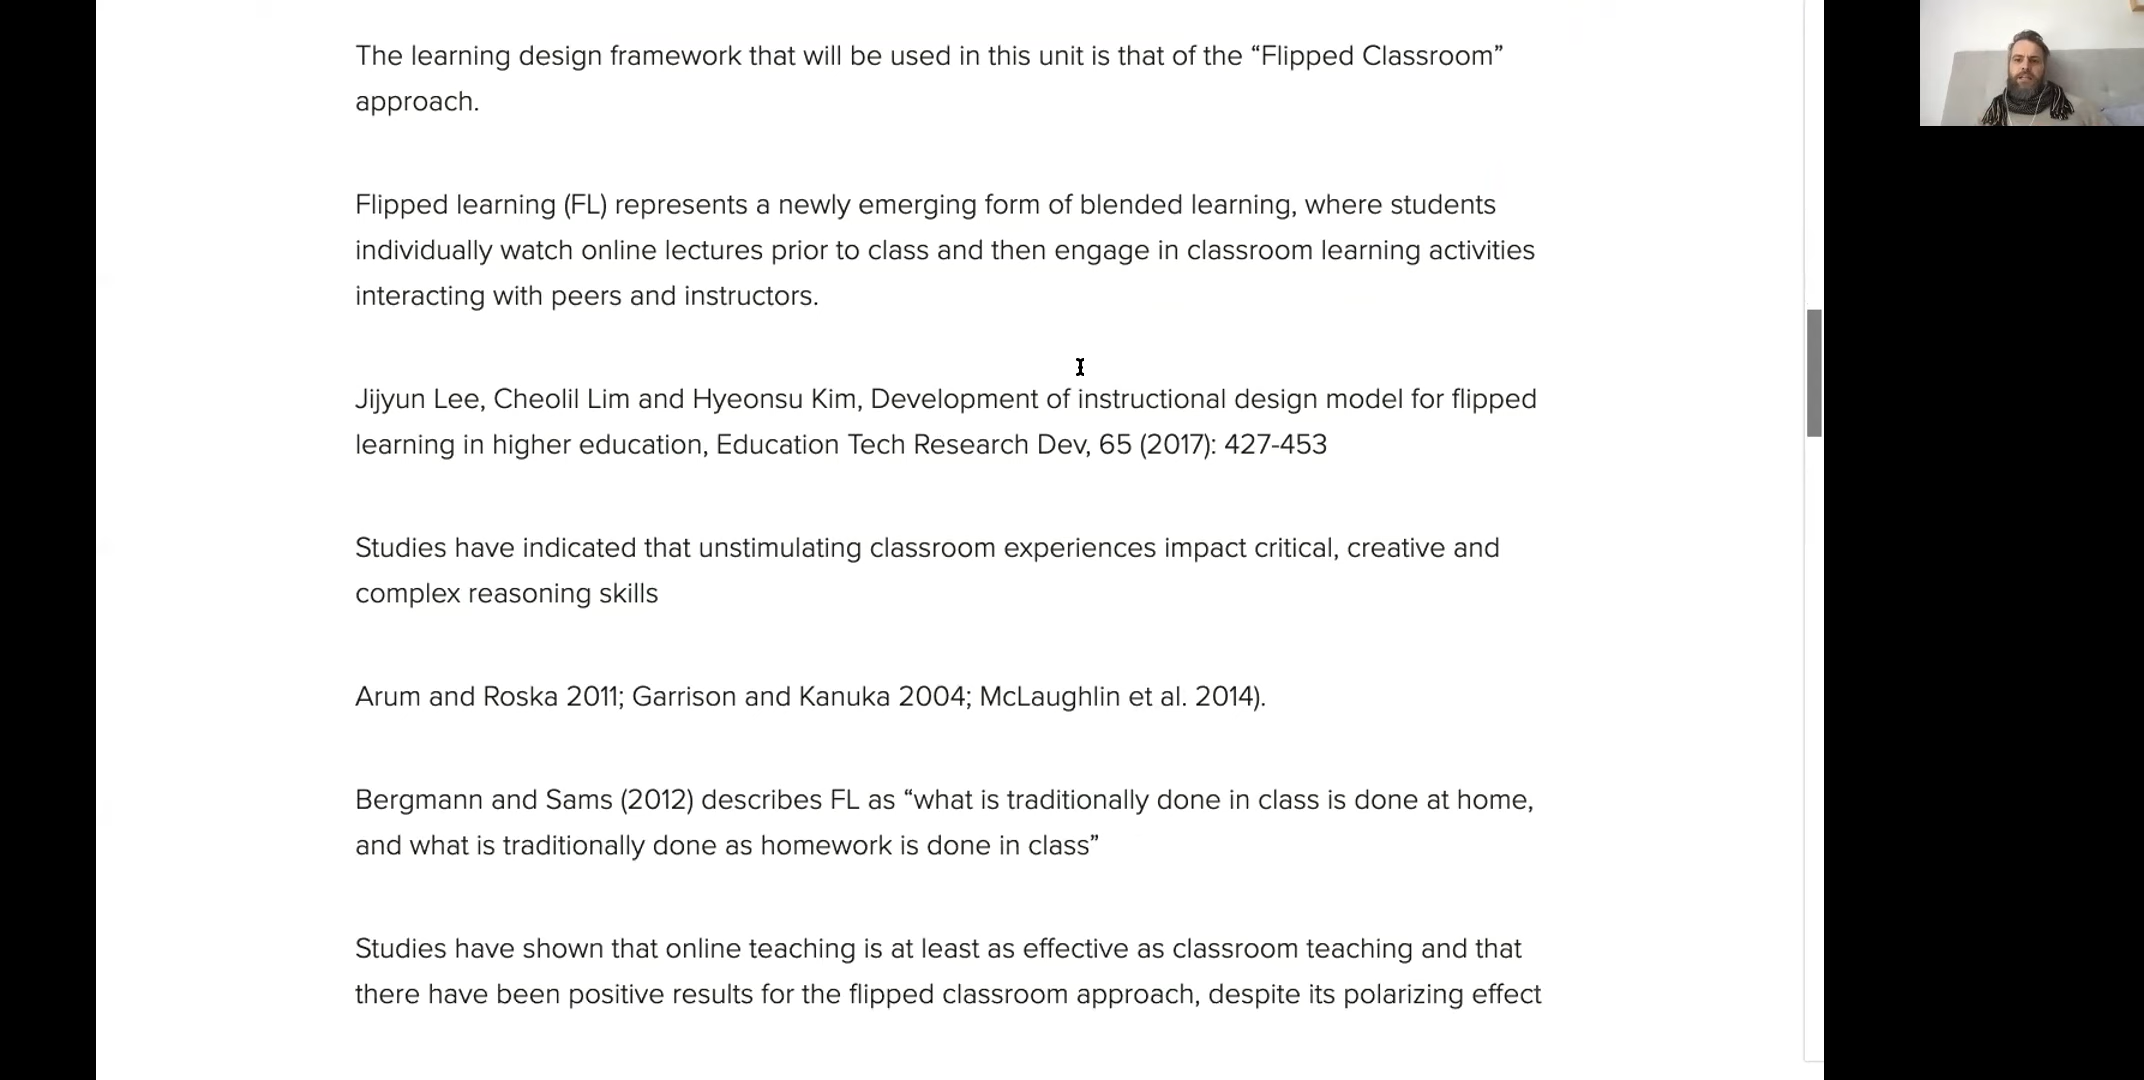 The learning design framework that will be used in this unit is that of the “Flipped Classroom”
approach.
Flipped learning (FL) represents a newly emerging form of blended learning, where students
individually watch online lectures prior to class and then engage in classroom learning activities
interacting with peers and instructors.
Jijyun Lee, Cheolil Lim and Hyeonsu Kim, Development of instructional design model for flipped
learning in higher education, Education Tech Research Dev, 65 (2017): 427-453
Studies have indicated that unstimulating classroom experiences impact critical, creative and
complex reasoning skills
Arum and Roska 2011; Garrison and Kanuka 2004; McLaughlin et al. 2014).
Bergmann and Sams (2012) describes FL as “what is traditionally done in class is done at home,
and what is traditionally done as homework is done in class”
Studies have shown that online teaching is at least as effective as classroom teaching and that
there have been positive results for the flipped classroom approach, despite its polarizing effect